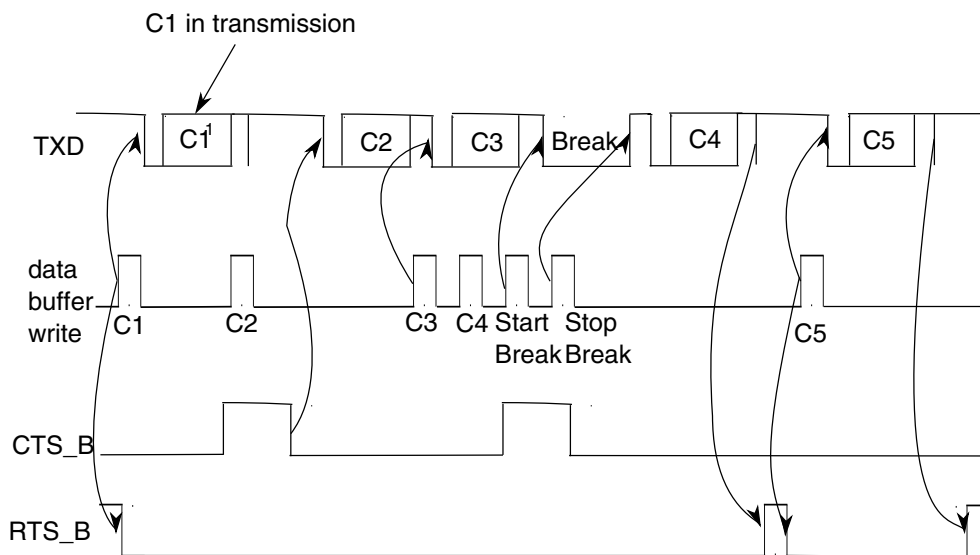 C1 in transmission
TXD
C1
1
C2
C3
Break
C4
C5
data
buffer
write
C1
C2
C3
C4
Start
Break
Stop
Break
C5
CTS_B
RTS_B